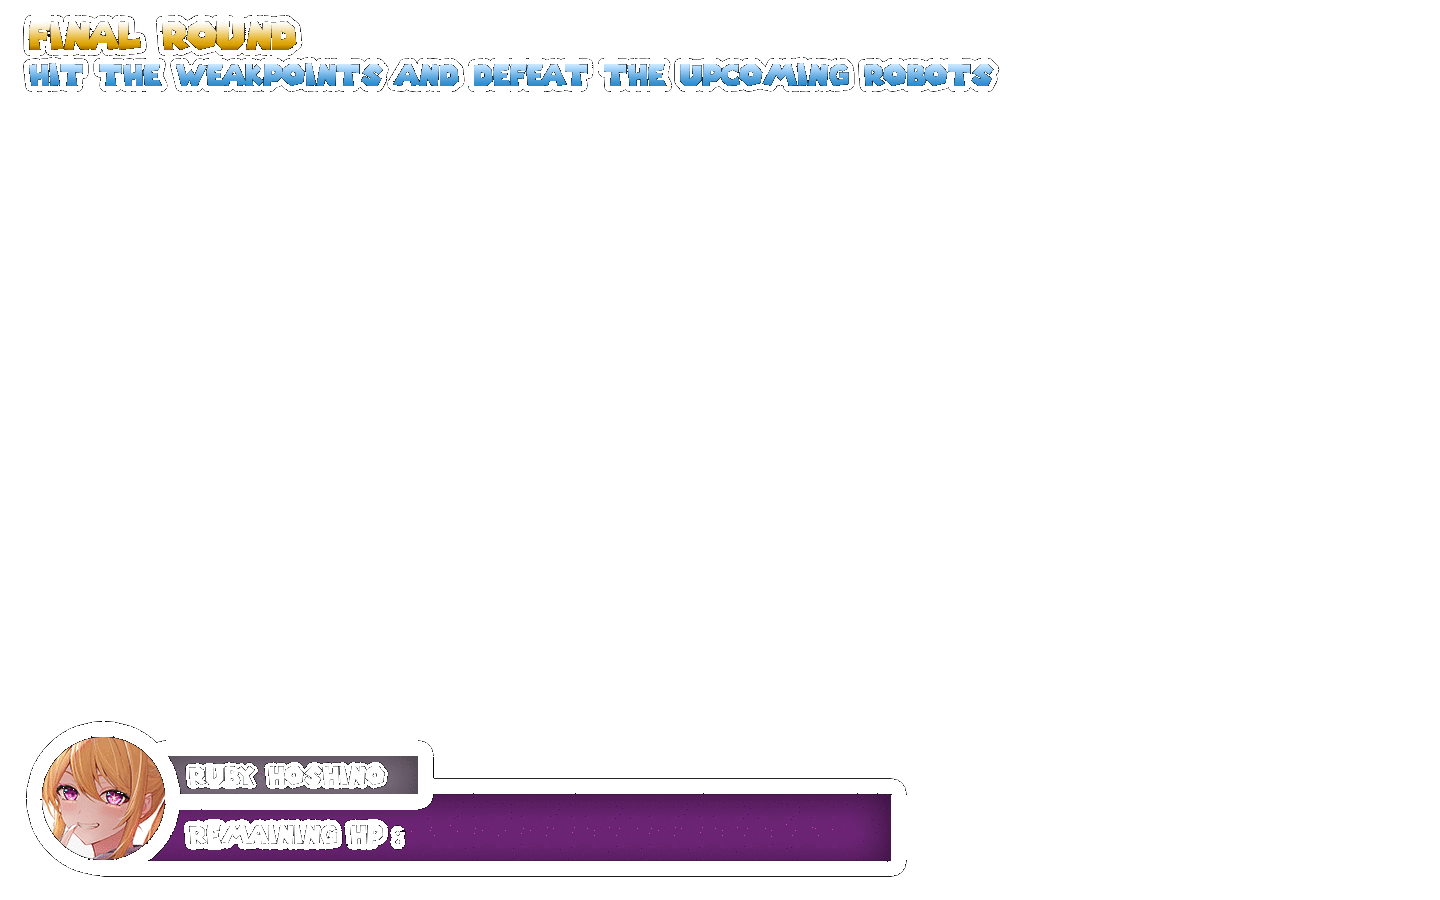 FINAL ROUND
HIT THE WEAKPOINTS AND DEFEAT THE UPCOMING ROBOTS
RUBY HOSHINO
REMAINING HP :